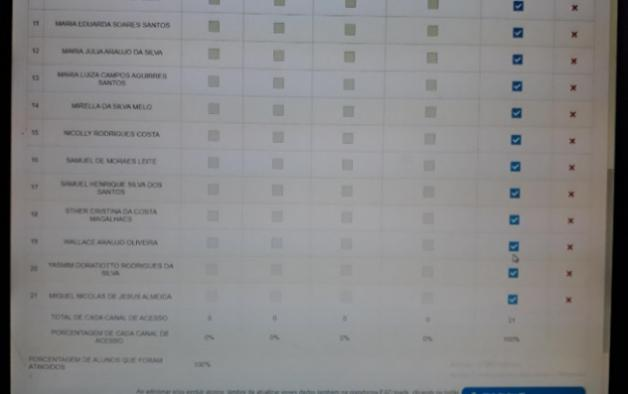 11 MARIA EDUARDA SOARES SANTOS
12 MARIA JULIA ARAUJO DA SILVA
13 MARIA LUIZA CAMPOS AGUIRRES
SANTOS
14 MIRELLA DA SILVA MELO
15 NICOLLY RODRIGUES COSTA
16 SAMUEL DE MORAES LEITE
17 SAMUEL HENRIQUE SILVA DOS
SANTOS
18 STHER CRISTINA DA COSTA
MAGALHAES
19 WALLACE ARAUJO OLIVEIRA
20 YASMIM DORATIOTTO RODRIGUES DA
SILVA
21 MIGUEL NICOLAS DE JESUS ALMEIDA
TOTAL DE CADA CANAL DE ACESSO 0 0 0 0 21
PORCENTAGEM DE CADA CANAL DE
ACESSO 0% 0% 0% 0% 100%
PORCENTAGEM DE ALUNOS QUE FORAM
ATINGIDOS 100%